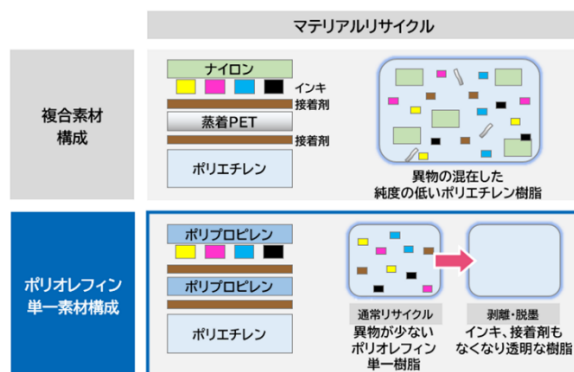 マテリアルリサイクル
複合素材
構成
ナイロン
インキ
接着剤
蒸着PET
接着剤
ポリエチレン
異物の混在した
純度の低いポリエチレン樹脂
ポリオレフィン
単一素材構成
ポリプロピレン
ポリプロピレン
ポリエチレン
通常リサイクル
異物が少ない
ポリオレフィン
単一樹脂
剥離・脱墨
インキ、接着剤も
なくなり透明な樹脂